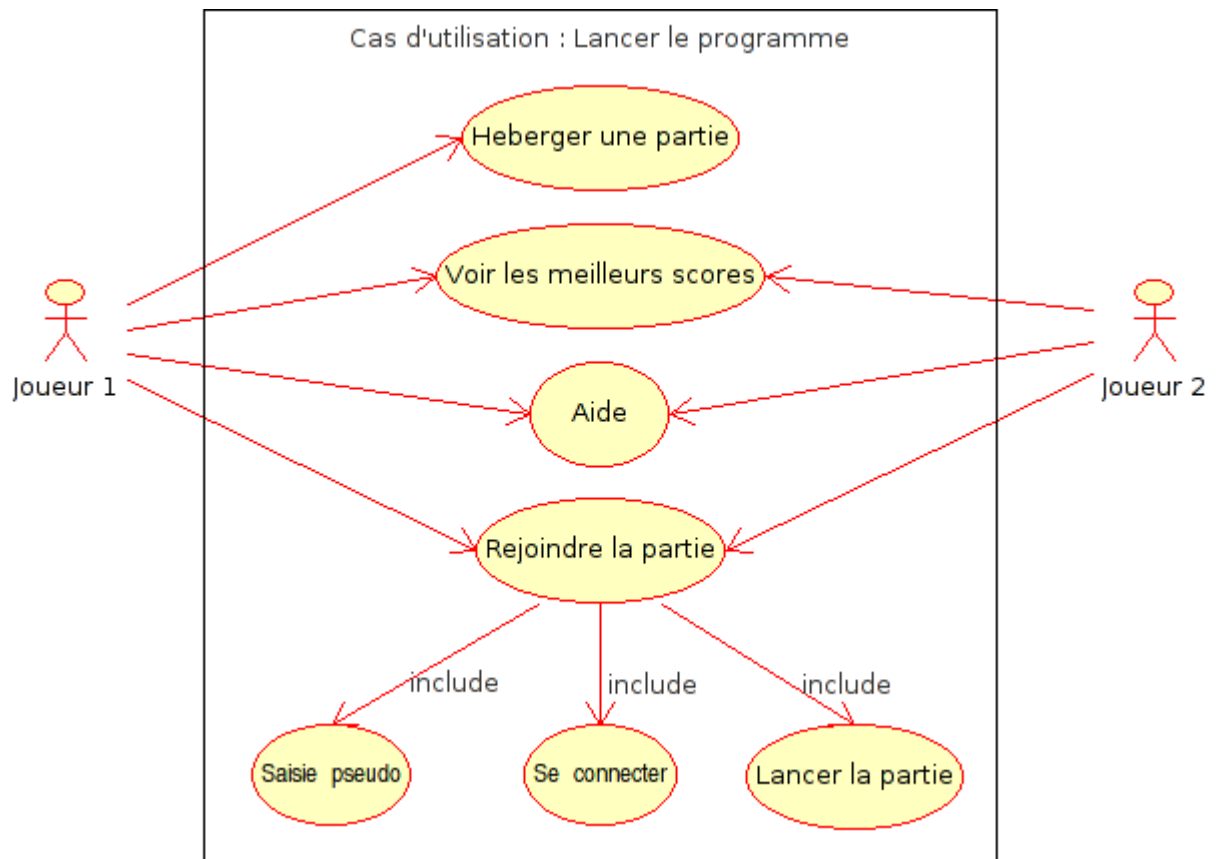 Cas d'utilisation : Lancer le programme
Heberger une partie
Voir les meilleurs scores
Joueur 1
Joueur 2
Aide
Rejoindre la partie
include
include
include
Saisie pseudo
Se connecter
Lancer la partie